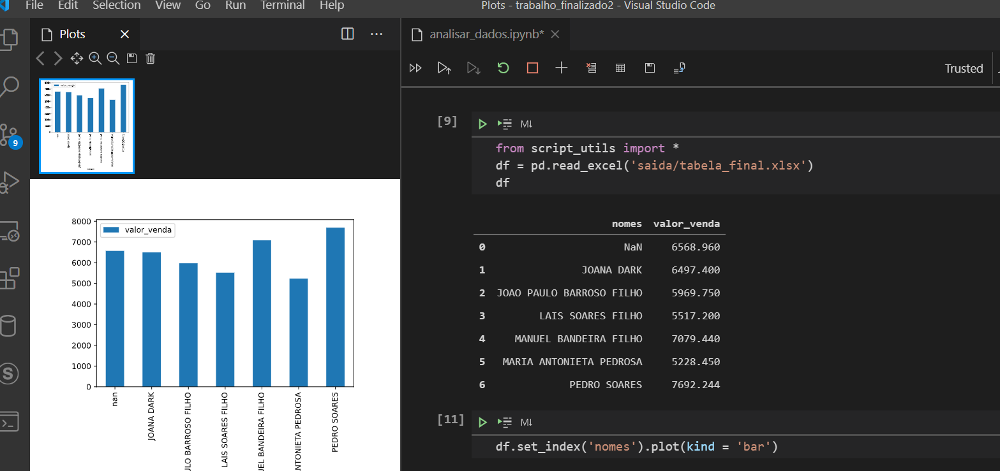 File Edit Selection View Go Run Terminal Help
Plots - trabalho_finalizado2 - Visual Studio Code
Plots
analisar_dados.ipynb*
Trusted
9
[9]
M↓
from script_utils import *
df = pd.read_excel('saida/tabela_final.xlsx')
df
nomes valor_venda
0 NaN 6568.960
1 JOANA DARK 6497.400
2 JOAO PAULO BARROSO FILHO 5969.750
3 LAIS SOARES FILHO 5517.200
4 MANUEL BANDEIRA FILHO 7079.440
5 MARIA ANTONIETA PEDROSA 5228.450
6 PEDRO SOARES 7692.244
[11]
M↓
df.set_index('nomes').plot(kind = 'bar')
valor_venda
8000
7000
6000
5000
4000
3000
2000
1000
0
nan
JOANA DARK
ULO BARROSO FILHO
LAIS SOARES FILHO
UEL BANDEIRA FILHO
NTONIETA PEDROSA
PEDRO SOARES